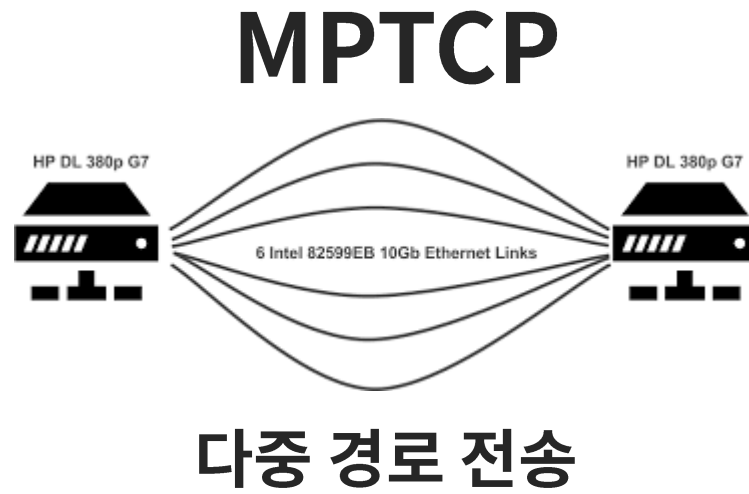 MPTCP
HP DL 380p G7
HP DL 380p G7
6 Intel 82599EB 10Gb Ethernet Links
다중 경로 전송